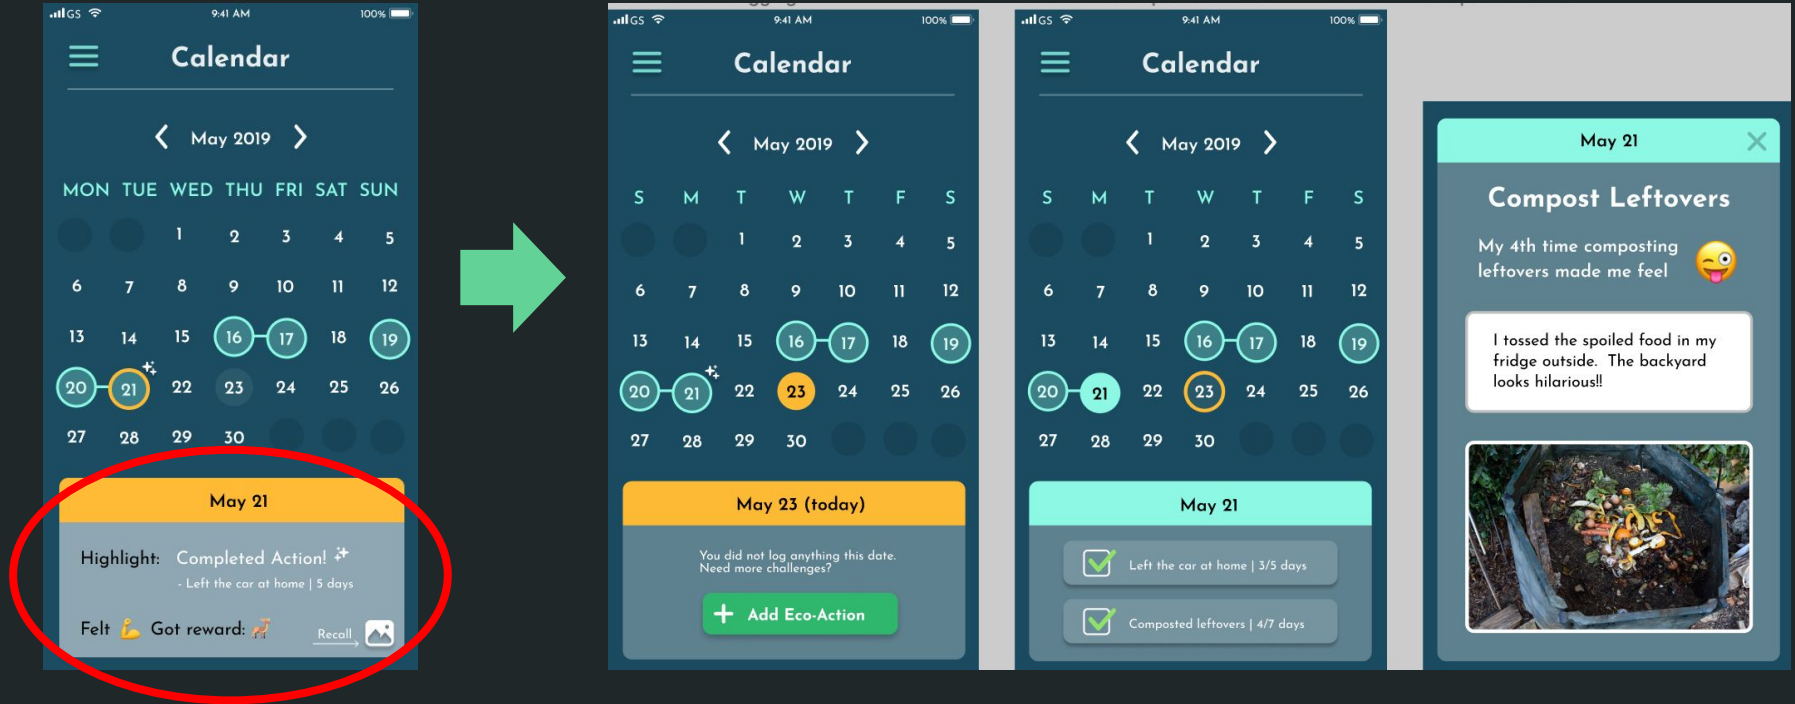 GS 9:41 AM 100%
Calendar
May 2019
MON TUE WED THU FRI SAT SUN
1 2 3 4 5
6 7 8 9 10 11 12
13 14 15 16 17 18 19
20 21 22 23 24 25 26
27 28 29 30
May 21
Highlight: Completed Action!
- Left the car at home | 5 days
Felt Got reward:
Recall
GS 9:41 AM 100%
Calendar
May 2019
S M T W T F S
1 2 3 4 5
6 7 8 9 10 11 12
13 14 15 16 17 18 19
20 21 22 23 24 25 26
27 28 29 30
May 23 (today)
You did not log anything this date.
Need more challenges?
+ Add Eco-Action
GS 9:41 AM 100%
Calendar
May 2019
S M T W T F S
1 2 3 4 5
6 7 8 9 10 11 12
13 14 15 16 17 18 19
20 21 22 23 24 25 26
27 28 29 30
May 21
Left the car at home | 3/5 days
Composted leftovers | 4/7 days
May 21
Compost Leftovers
My 4th time composting
leftovers made me feel
I tossed the spoiled food in my
fridge outside. The backyard
looks hilarious!!